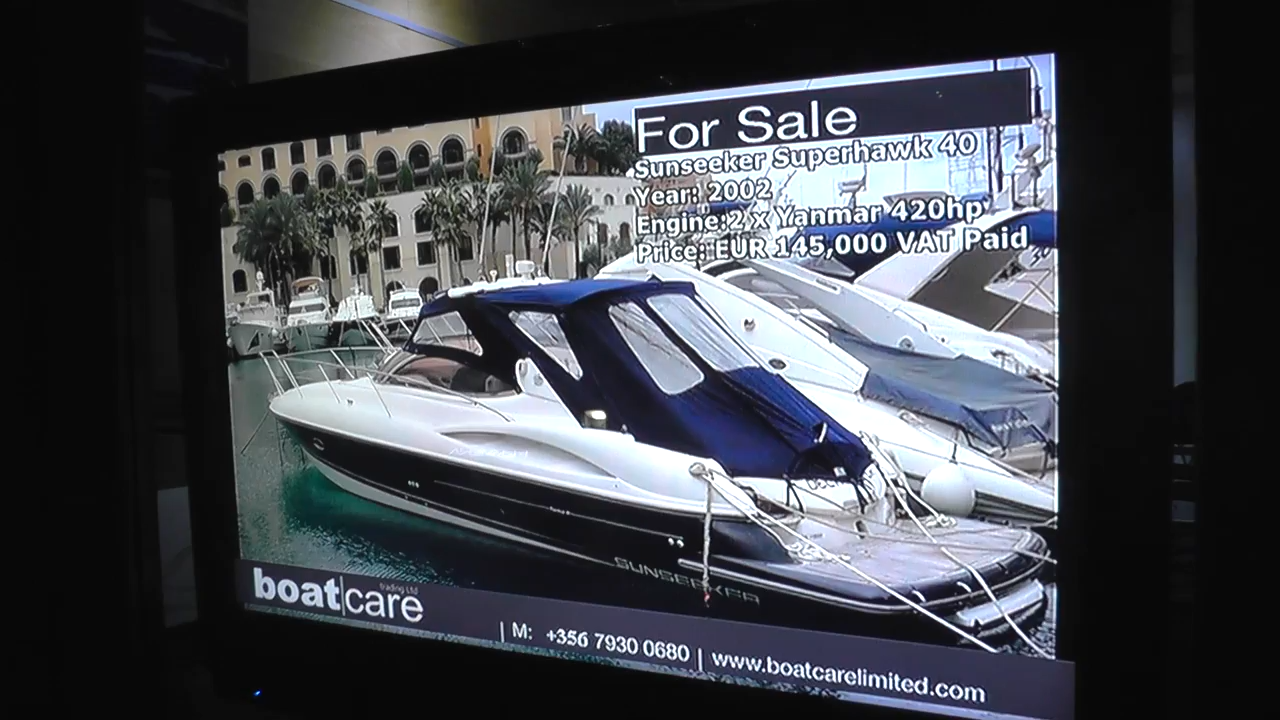 For Sale
Sunseeker Superhawk 40
Year: 2002
Engine:2 x Yanmar 420hp
Price: EUR 145,000 VAT Paid
SUNSEEKER
boat|care
trading Ltd
| M: +356 7930 0680 | www.boatcarelimited.com